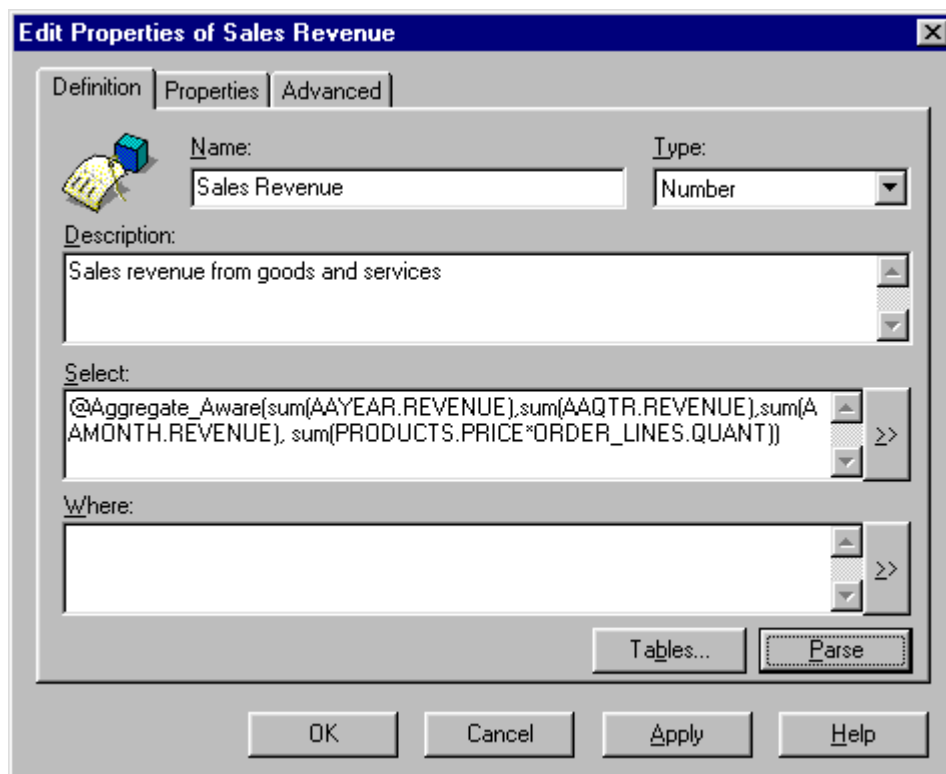 Edit Properties of Sales Revenue
Definition Properties Advanced
Name: Type:
Sales Revenue Number
Description:
Sales revenue from goods and services
Select:
@Aggregate_Aware(sum(AAYEAR.REVENUE),sum(AAQTR.REVENUE),sum(A
AMONTH.REVENUE), sum(PRODUCTS.PRICE*ORDER_LINES.QUANT))
>>
Where:
>>
Tables... Parse
OK Cancel Apply Help